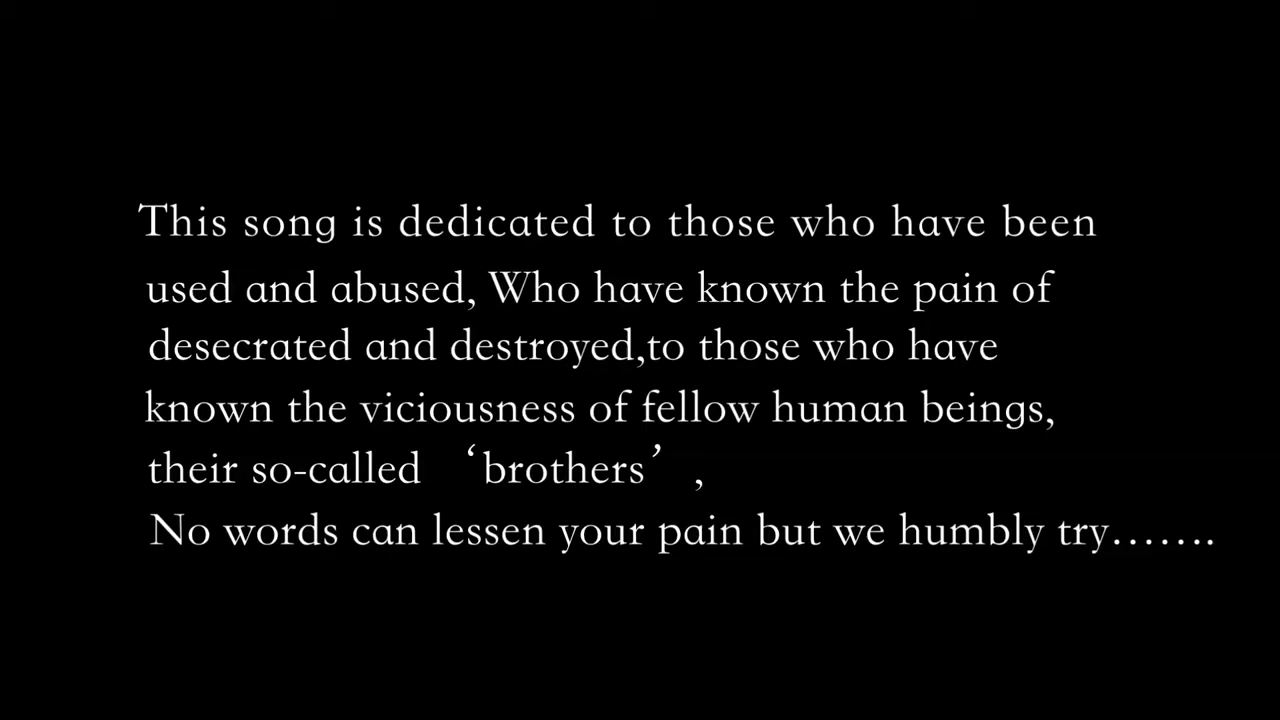 This song is dedicated to those who have been
used and abused, Who have known the pain of
desecrated and destroyed,to those who have
known the viciousness of fellow human beings,
their so-called ‘brothers’ ,
No words can lessen your pain but we humbly try.......